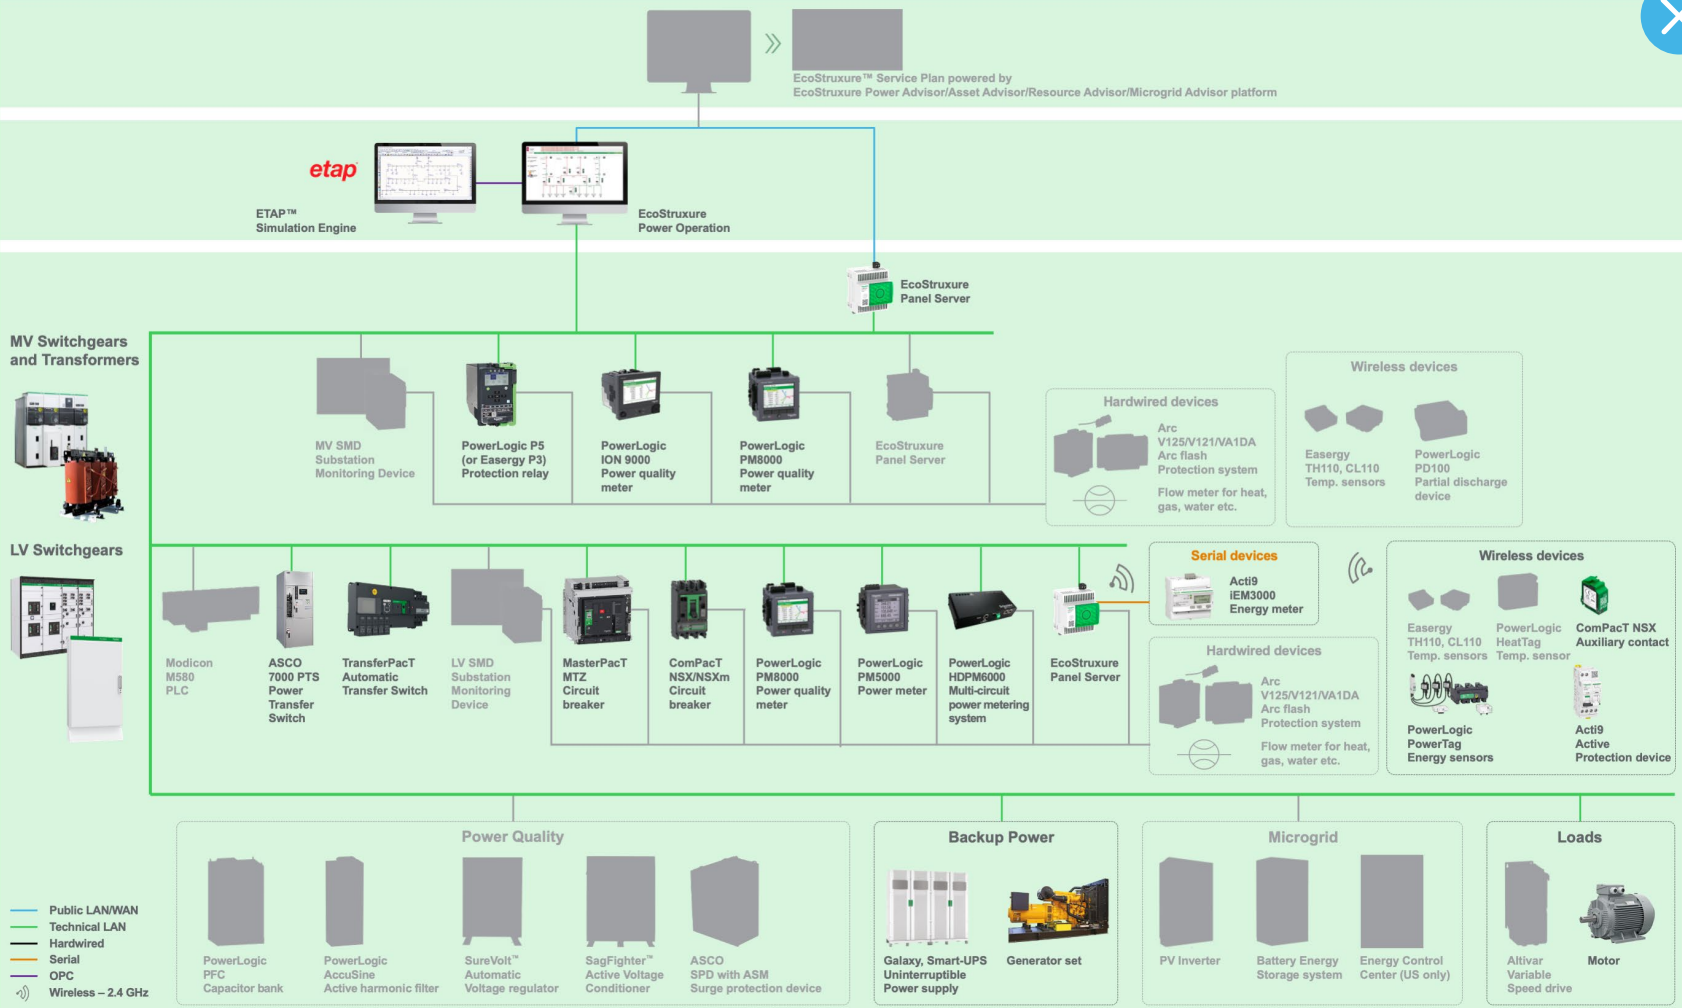 EcoStruxure™ Service Plan powered by
EcoStruxure Power Advisor/Asset Advisor/Resource Advisor/Microgrid Advisor platform
etap
ETAP™
Simulation Engine
EcoStruxure
Power Operation
EcoStruxure
Panel Server
MV Switchgears
and Transformers
MV SMD
Substation
Monitoring Device
PowerLogic P5
(or Easergy P3)
Protection relay
PowerLogic
ION 9000
Power quality
meter
PowerLogic
PM8000
Power quality
meter
EcoStruxure
Panel Server
Hardwired devices
Arc
V125/V121/VA1DA
Arc flash
Protection system
Flow meter for heat,
gas, water etc.
Wireless devices
Easergy
TH110, CL110
Temp. sensors
PowerLogic
PD100
Partial discharge
device
LV Switchgears
Modicon
M580
PLC
ASCO
7000 PTS
Power
Transfer
Switch
TransferPacT
Automatic
Transfer Switch
LV SMD
Substation
Monitoring
Device
MasterPacT
MTZ
Circuit
breaker
ComPacT
NSX/NSXm
Circuit
breaker
PowerLogic
PM8000
Power quality
meter
PowerLogic
PM5000
Power meter
PowerLogic
HDPM6000
Multi-circuit
power metering
system
EcoStruxure
Panel Server
Serial devices
Acti9
iEM3000
Energy meter
Hardwired devices
Arc
V125/V121/VA1DA
Arc flash
Protection system
Flow meter for heat,
gas, water etc.
Wireless devices
Easergy
TH110, CL110
Temp. sensors
PowerLogic
HeatTag
Temp. sensor
ComPacT NSX
Auxiliary contact
PowerLogic
PowerTag
Energy sensors
Acti9
Active
Protection device
Power Quality
PowerLogic
PFC
Capacitor bank
PowerLogic
AccuSine
Active harmonic filter
SureVolt™
Automatic
Voltage regulator
SagFighter™
Active Voltage
Conditioner
ASCO
SPD with ASM
Surge protection device
Backup Power
Galaxy, Smart-UPS
Uninterruptible
Power supply
Generator set
Microgrid
PV Inverter
Battery Energy
Storage system
Energy Control
Center (US only)
Loads
Altivar
Variable
Speed drive
Motor
Public LAN/WAN
Technical LAN
Hardwired
Serial
OPC
Wireless – 2.4 GHz